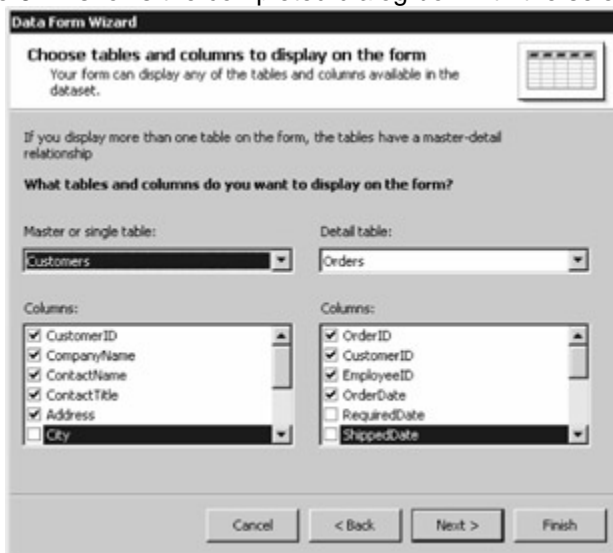 Data Form Wizard
Choose tables and columns to display on the form
Your form can display any of the tables and columns available in the
dataset.
If you display more than one table on the form, the tables have a master-detail
relationship
What tables and columns do you want to display on the form?
Master or single table:
Detail table:
Customers
Orders
Columns:
Columns:
CustomerID
CompanyName
ContactName
ContactTitle
Address
City
OrderID
CustomerID
EmployeeID
OrderDate
RequiredDate
ShippedDate
Cancel
< Back
Next >
Finish